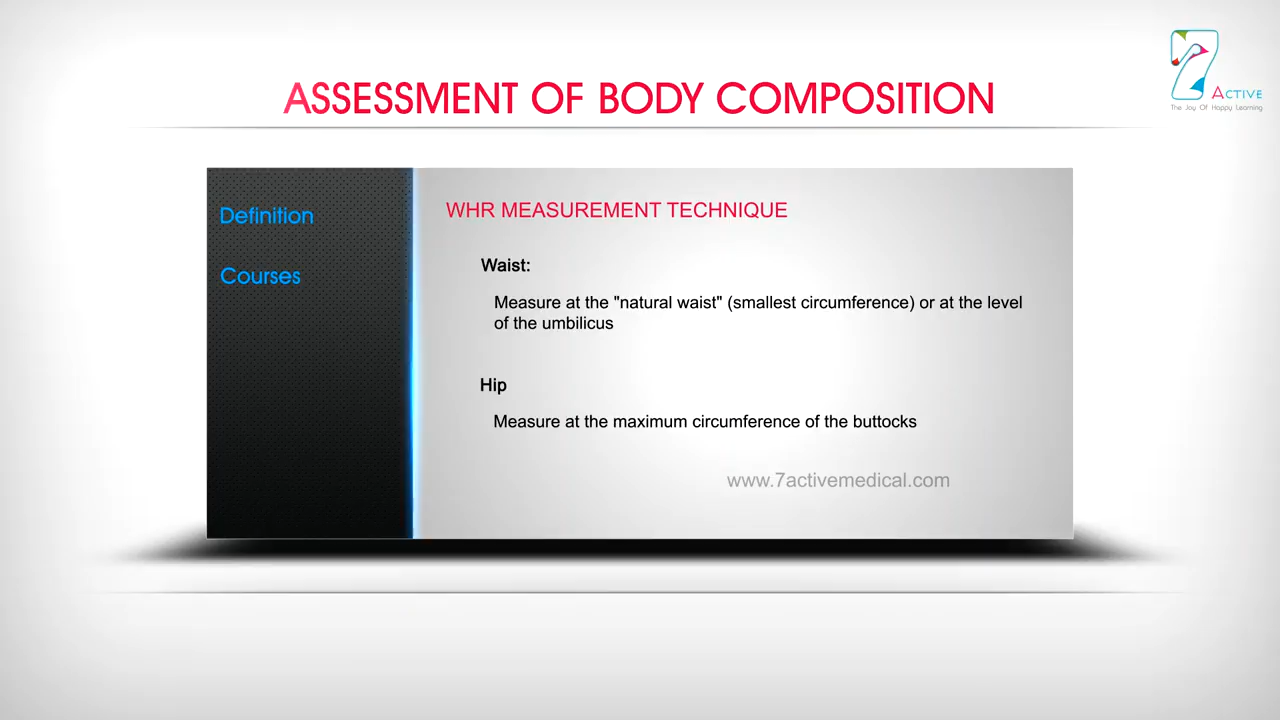 ASSESSMENT OF BODY COMPOSITION
7
ACTIVE
The Joy Of Happy Learning
Definition
Courses
WHR MEASUREMENT TECHNIQUE
Waist:
Measure at the "natural waist" (smallest circumference) or at the level
of the umbilicus
Hip
Measure at the maximum circumference of the buttocks
www.7activemedical.com